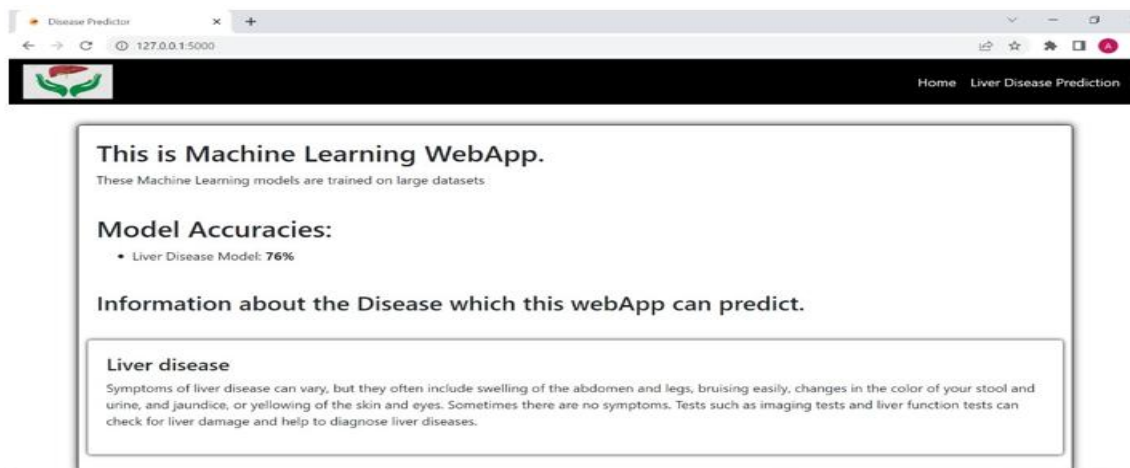 Disease Predictor
127.0.0.1:5000
Home Liver Disease Prediction
This is Machine Learning WebApp.
These Machine Learning models are trained on large datasets
Model Accuracies:
• Liver Disease Model: 76%
Information about the Disease which this webApp can predict.
Liver disease
Symptoms of liver disease can vary, but they often include swelling of the abdomen and legs, bruising easily, changes in the color of your stool and
urine, and jaundice, or yellowing of the skin and eyes. Sometimes there are no symptoms. Tests such as imaging tests and liver function tests can
check for liver damage and help to diagnose liver diseases.